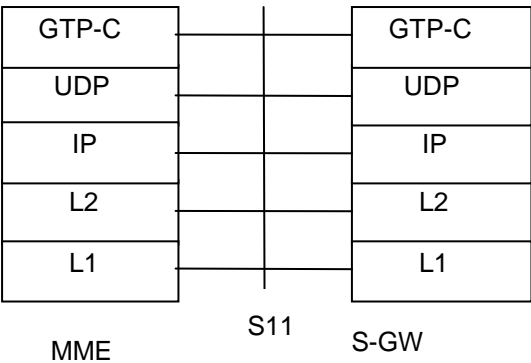 GTP-C GTP-C
UDP UDP
IP IP
L2 L2
L1 L1
S11
MME S-GW